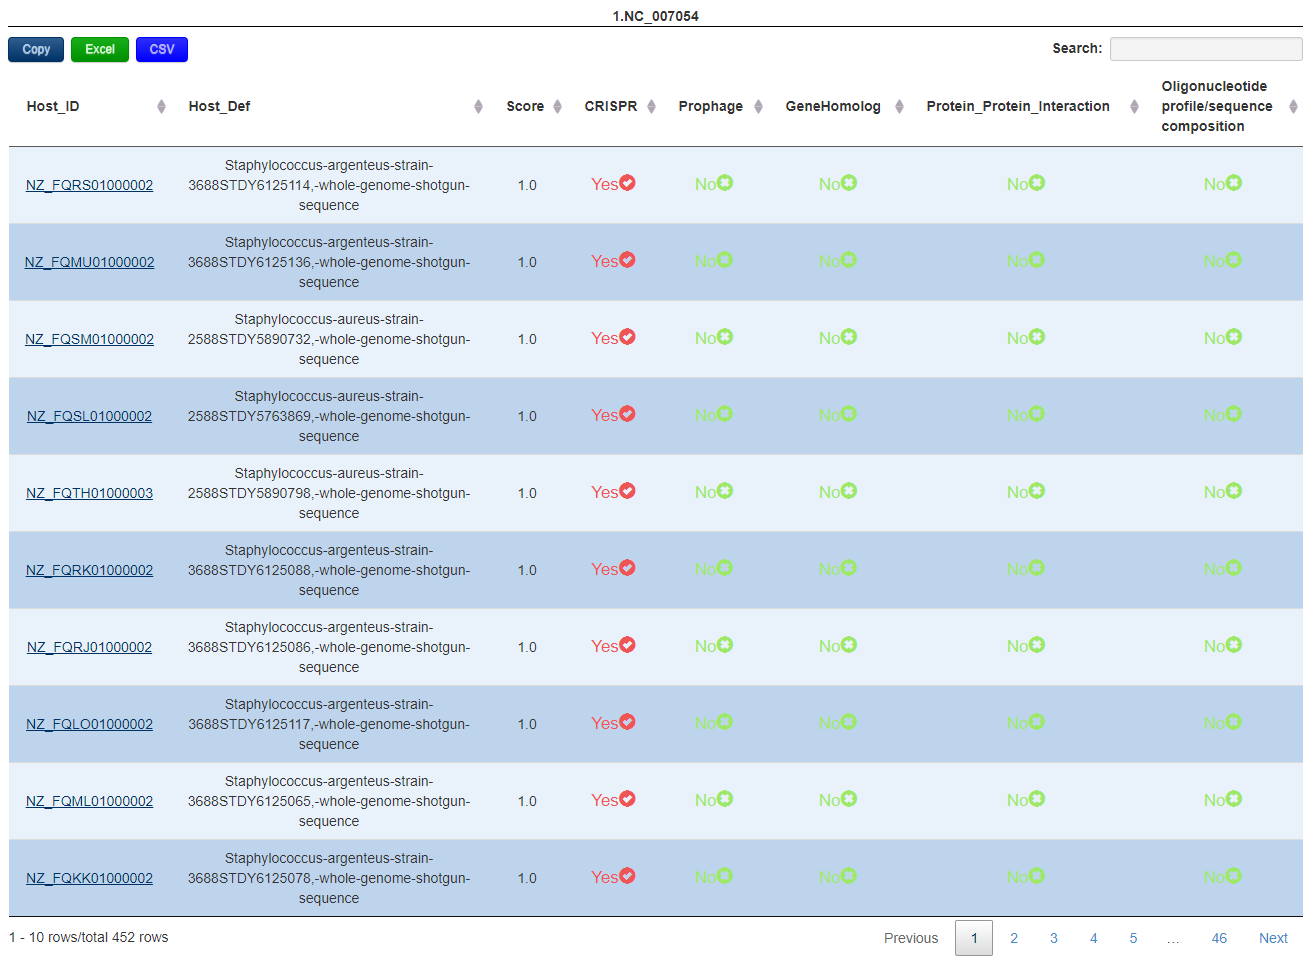 1.NC_007054
Copy Excel CSV Search:
Host_ID Host_Def Score CRISPR Prophage GeneHomolog Protein_Protein_Interaction Oligonucleotide
profile/sequence
composition
NZ_FQRS01000002 Staphylococcus-argenteus-strain-
3688STDY6125114,-whole-genome-shotgun-
sequence 1.0 Yes No No No No
NZ_FQMU01000002 Staphylococcus-argenteus-strain-
3688STDY6125136,-whole-genome-shotgun-
sequence 1.0 Yes No No No No
NZ_FQSM01000002 Staphylococcus-aureus-strain-
2588STDY5890732,-whole-genome-shotgun-
sequence 1.0 Yes No No No No
NZ_FQSL01000002 Staphylococcus-aureus-strain-
2588STDY5763869,-whole-genome-shotgun-
sequence 1.0 Yes No No No No
NZ_FQTH01000003 Staphylococcus-aureus-strain-
2588STDY5890798,-whole-genome-shotgun-
sequence 1.0 Yes No No No No
NZ_FQRK01000002 Staphylococcus-argenteus-strain-
3688STDY6125088,-whole-genome-shotgun-
sequence 1.0 Yes No No No No
NZ_FQRJ01000002 Staphylococcus-argenteus-strain-
3688STDY6125086,-whole-genome-shotgun-
sequence 1.0 Yes No No No No
NZ_FQLO01000002 Staphylococcus-argenteus-strain-
3688STDY6125117,-whole-genome-shotgun-
sequence 1.0 Yes No No No No
NZ_FQML01000002 Staphylococcus-argenteus-strain-
3688STDY6125065,-whole-genome-shotgun-
sequence 1.0 Yes No No No No
NZ_FQKK01000002 Staphylococcus-argenteus-strain-
3688STDY6125078,-whole-genome-shotgun-
sequence 1.0 Yes No No No No
1 - 10 rows/total 452 rows Previous 1 2 3 4 5 ... 46 Next